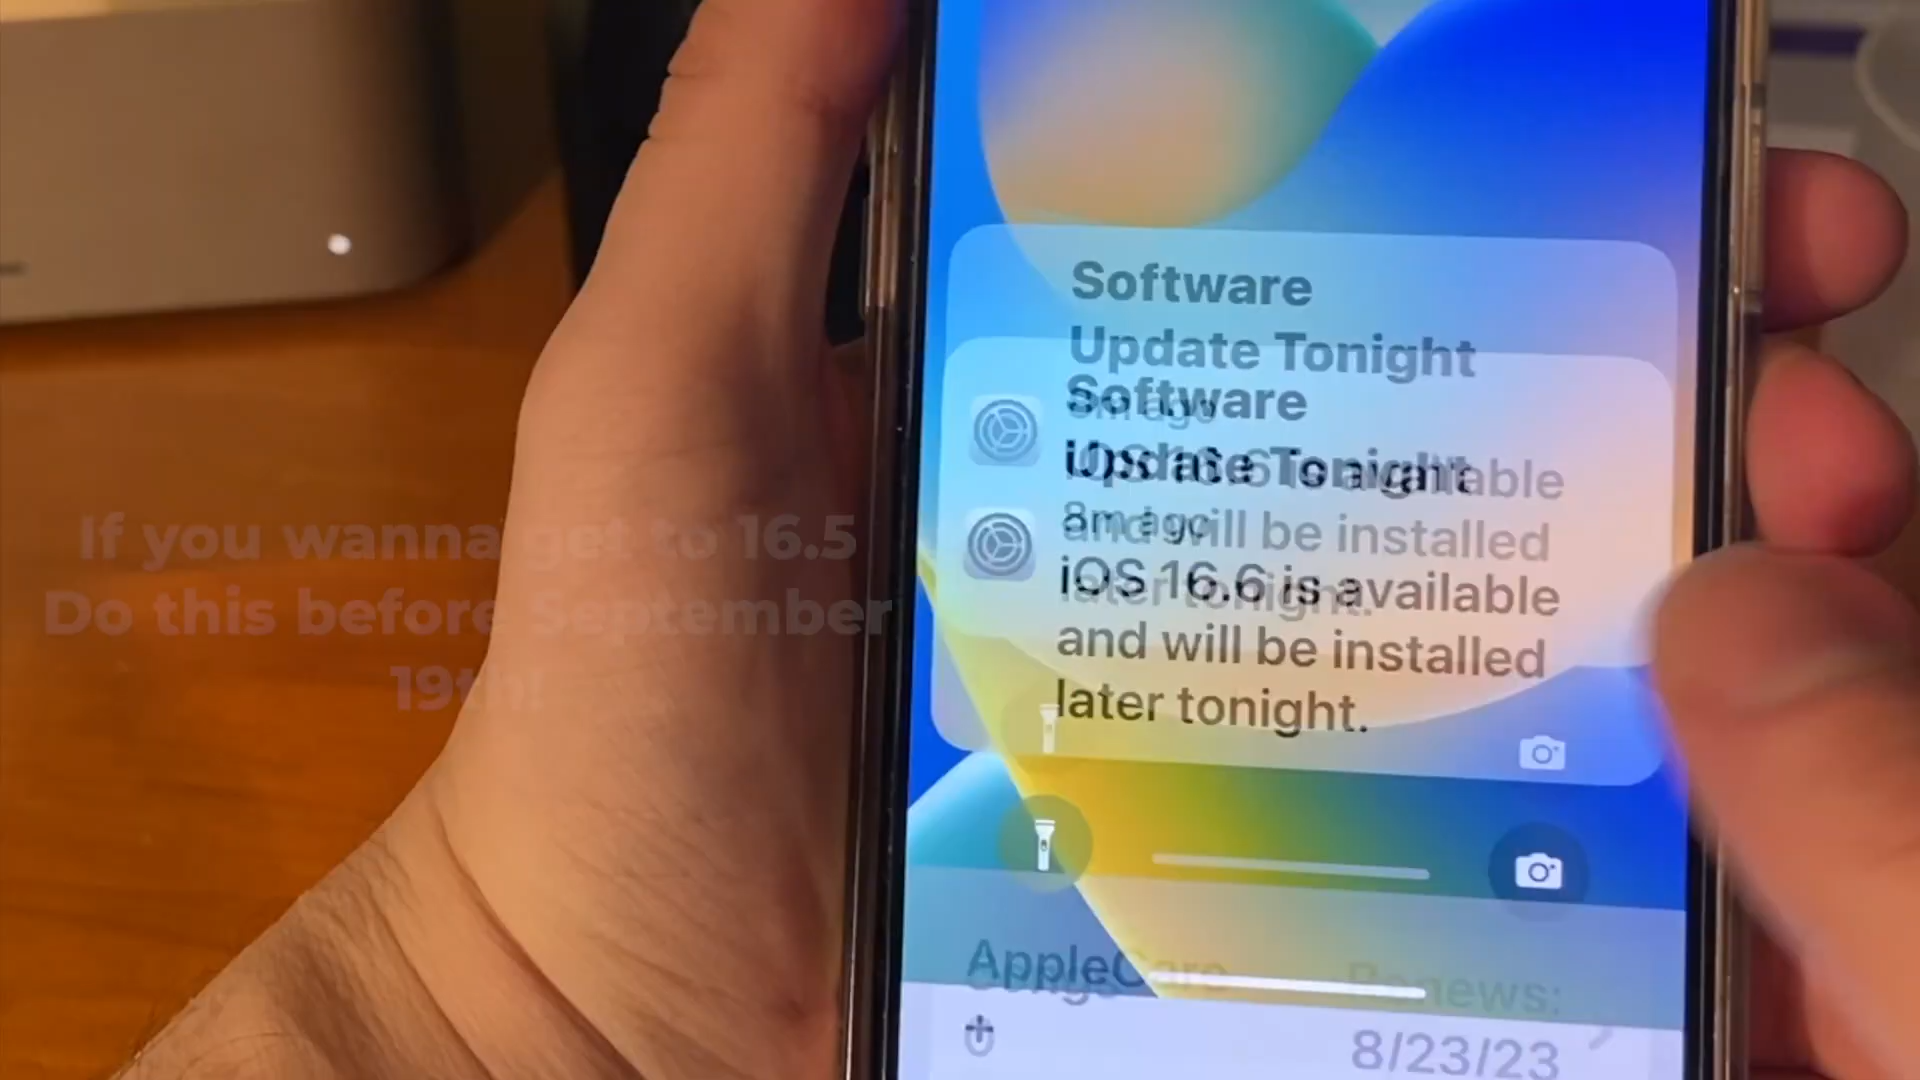 If you wanna get to 16.5
Do this before September
19th!
Software
Update Tonight
8m ago
iOS 16.6 is available
and will be installed
later tonight.
Software
Update Tonight
8m ago
iOS 16.6 is available
and will be installed
later tonight.
AppleCare
Renews:
8/23/23